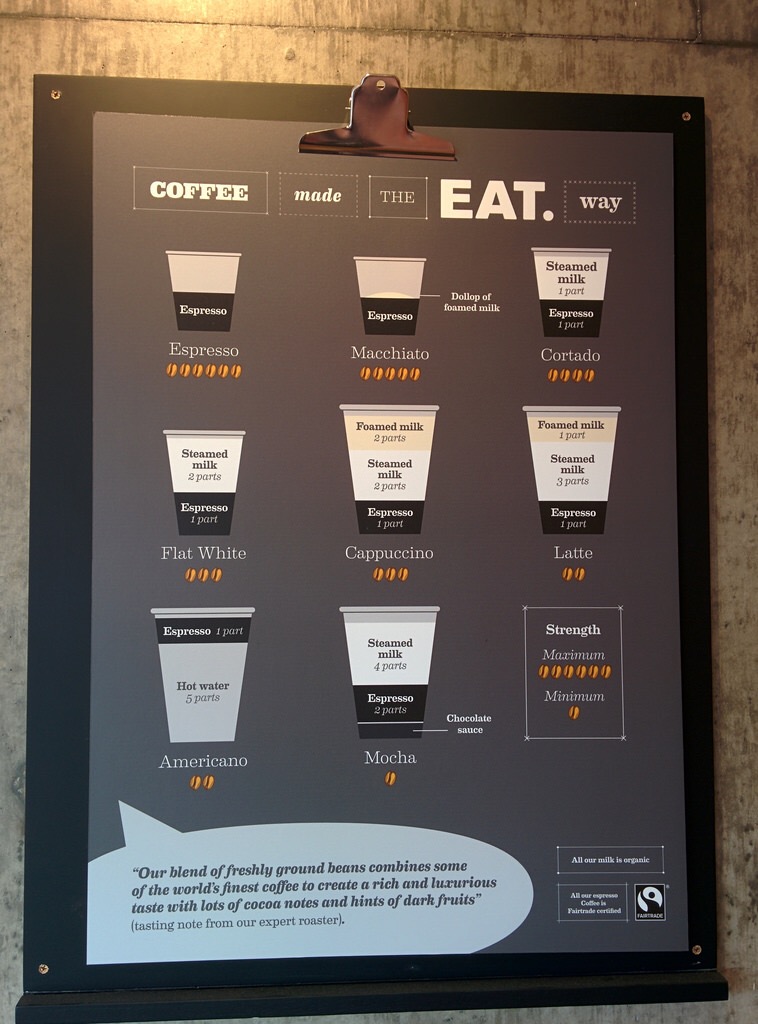 COFFEE made THE EAT. way
Espresso
Espresso
Dollop of
foamed milk
Espresso
Macchiato
Steamed
milk
1 part
Espresso
1 part
Cortado
Steamed
milk
2 parts
Espresso
1 part
Flat White
Foamed milk
2 parts
Steamed
milk
2 parts
Espresso
1 part
Cappuccino
Foamed milk
1 part
Steamed
milk
3 parts
Espresso
1 part
Latte
Espresso 1 part
Hot water
5 parts
Americano
Steamed
milk
4 parts
Espresso
2 parts
Chocolate
sauce
Mocha
Strength
Maximum
Minimum
"Our blend of freshly ground beans combines some
of the world's finest coffee to create a rich and luxurious
taste with lots of cocoa notes and hints of dark fruits"
(tasting note from our expert roaster).
All our milk is organic
All our espresso
Coffee is
Fairtrade certified
FAIRTRADE